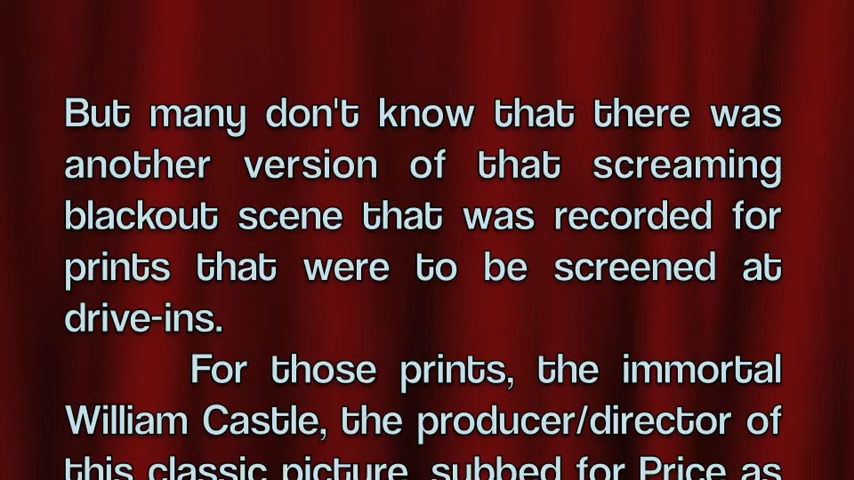 But many don't know that there was
another version of that screaming
blackout scene that was recorded for
prints that were to be screened at
drive-ins.
For those prints, the immortal
William Castle, the producer/director of
this classic picture, subbed for Price as